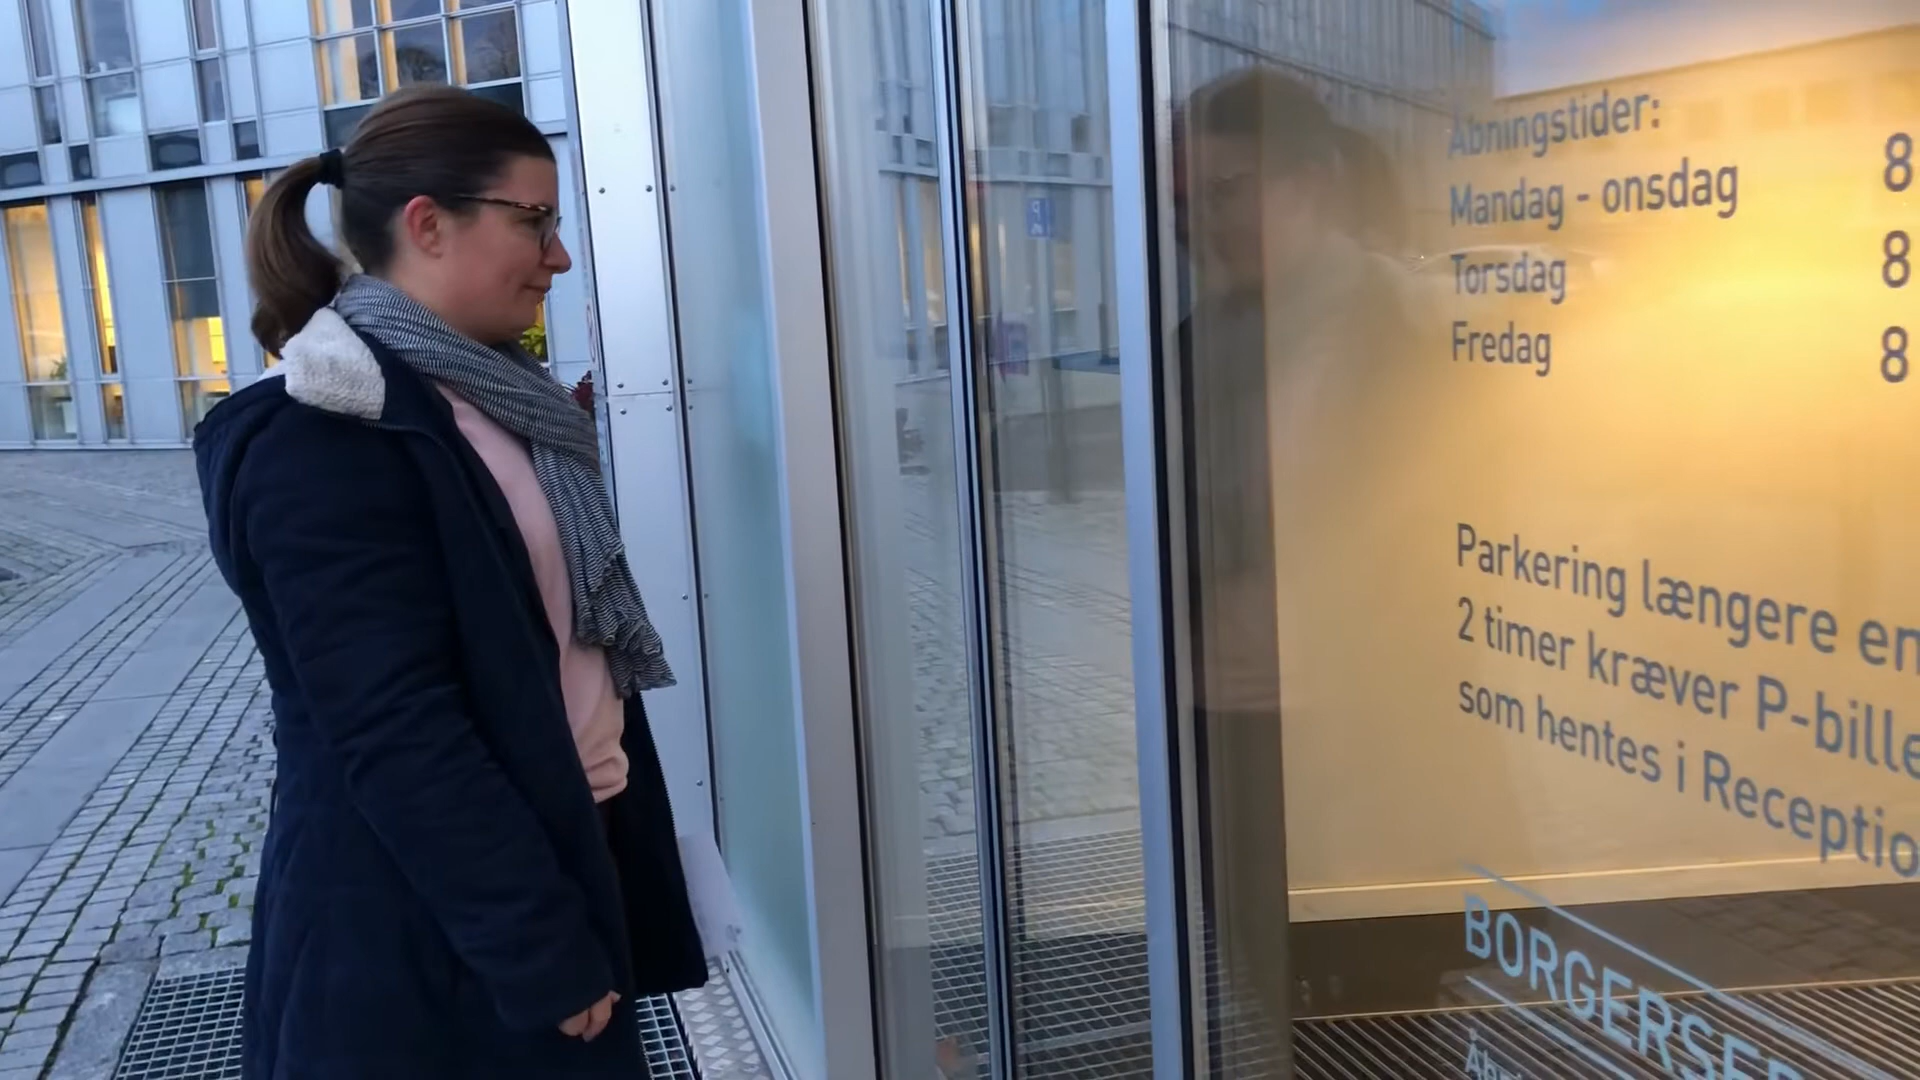 Åbningstider:
Mandag - onsdag 8
Torsdag 8
Fredag 8
Parkering længere en
2 timer kræver P-bille
som hentes i Receptio
BORGERSER